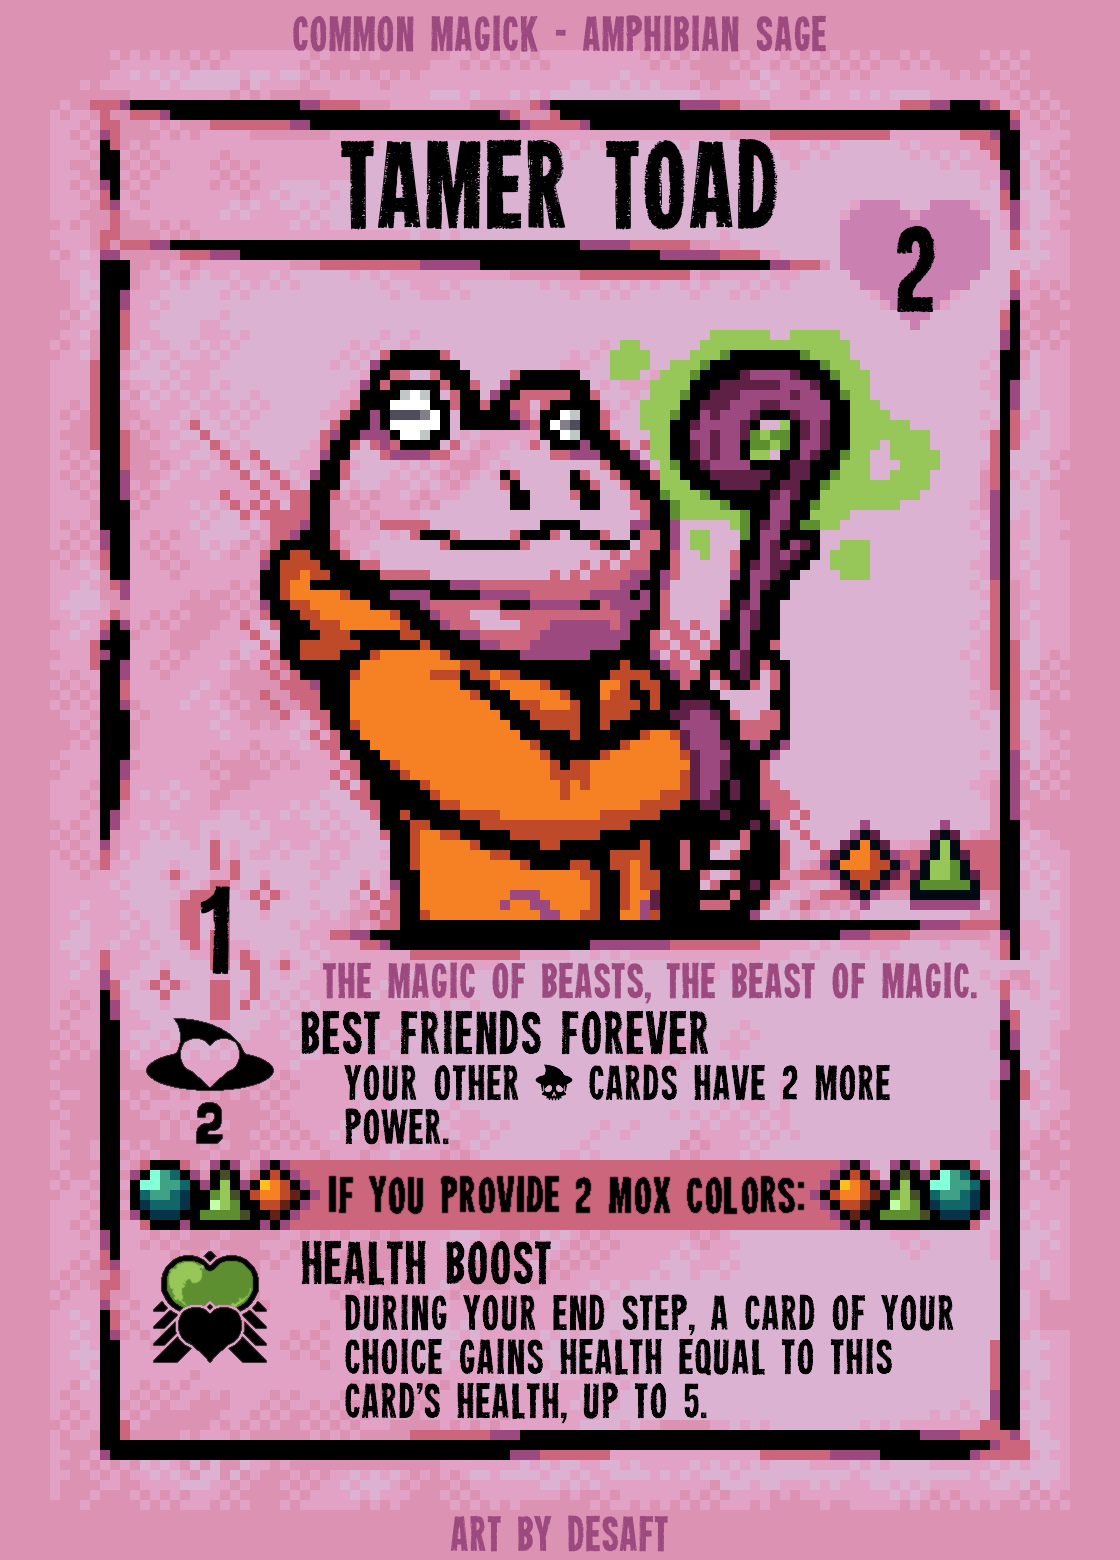 COMMON MAGICK - AMPHIBIAN SAGE
TAMER TOAD
2
1
THE MAGIC OF BEASTS, THE BEAST OF MAGIC.
BEST FRIENDS FOREVER
YOUR OTHER CARDS HAVE 2 MORE
POWER.
2
IF YOU PROVIDE 2 MOX COLORS:
HEALTH BOOST
DURING YOUR END STEP, A CARD OF YOUR
CHOICE GAINS HEALTH EQUAL TO THIS
CARD'S HEALTH, UP TO 5.
ART BY DESAFT